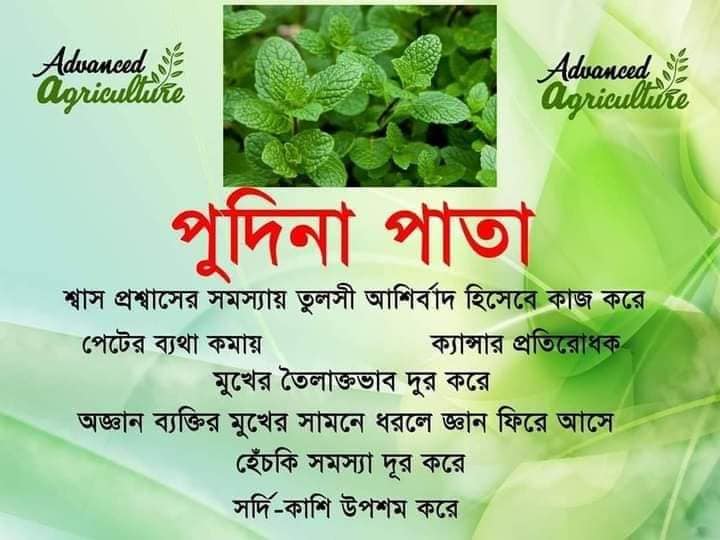 Advanced
Agriculture
Advanced
Agriculture
পুদিনা পাতা
শ্বাস প্রশ্বাসের সমস্যায় তুলসী আশির্বাদ হিসেবে কাজ করে
পেটের ব্যথা কমায় ক্যান্সার প্রতিরোধক
মুখের তৈলাক্তভাব দুর করে
অজ্ঞান ব্যক্তির মুখের সামনে ধরলে জ্ঞান ফিরে আসে
হেঁচকি সমস্যা দূর করে
সর্দি-কাশি উপশম করে